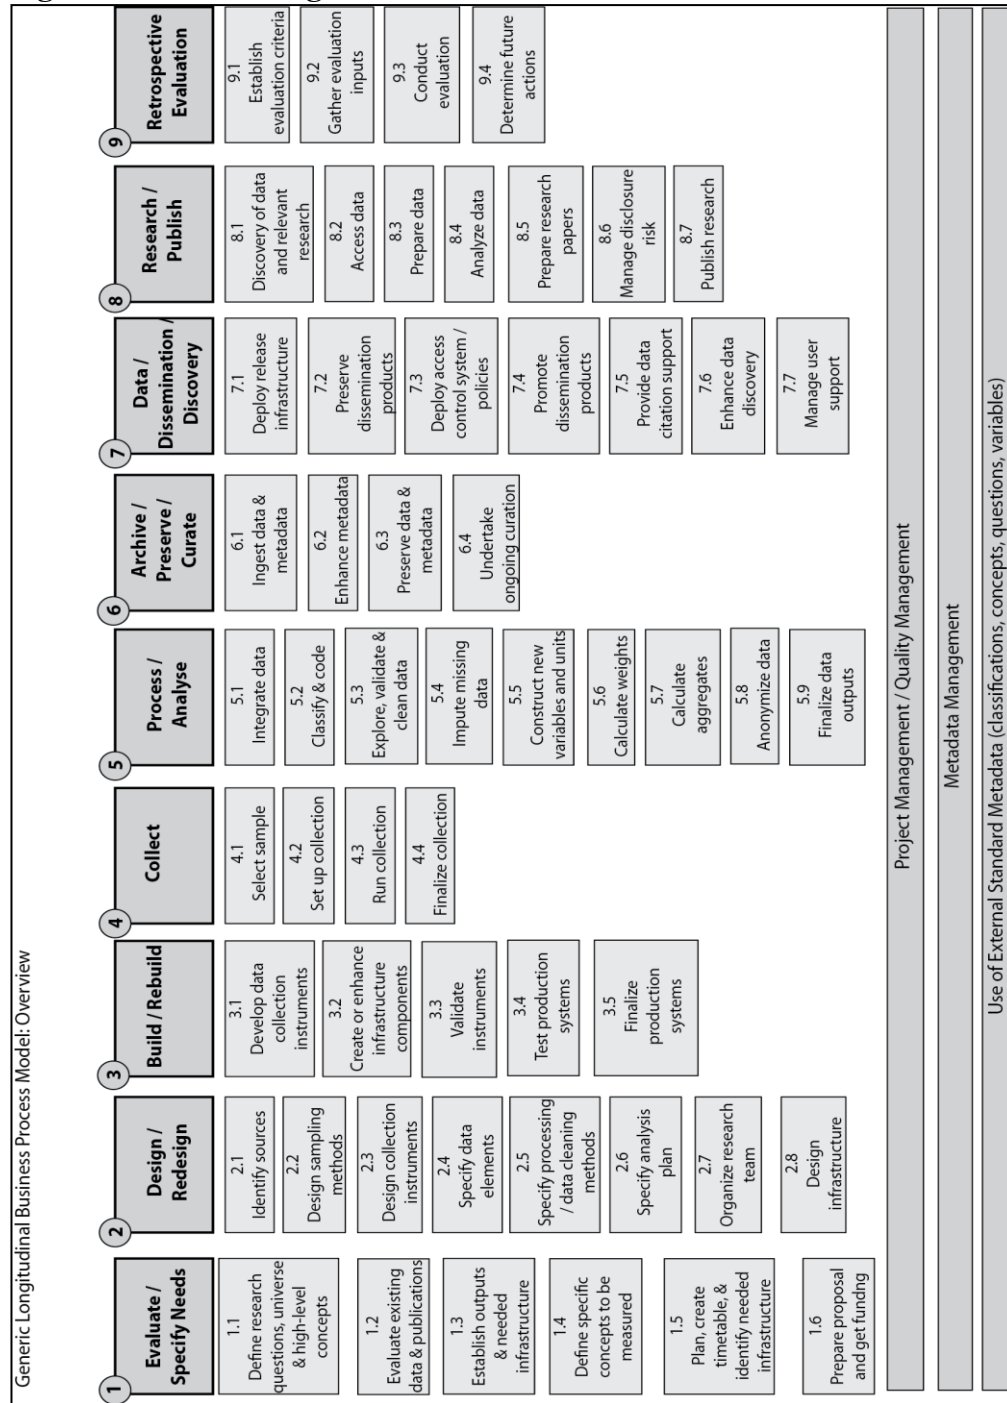 Generic Longitudinal Business Process Model: Overview
1
Evaluate /
Specify Needs
1.1
Define research
questions, universe
& high-level
concepts
1.2
Evaluate existing
data & publications
1.3
Establish outputs
& needed
infrastructure
1.4
Define specific
concepts to be
measured
1.5
Plan, create
timetable, &
identify needed
infrastructure
1.6
Prepare proposal
and get fundng
2
Design /
Redesign
2.1
Identify sources
2.2
Design sampling
methods
2.3
Design collection
instruments
2.4
Specify data
elements
2.5
Specify processing
/ data cleaning
methods
2.6
Specify analysis
plan
2.7
Organize research
team
2.8
Design
infrastructure
3
Build / Rebuild
3.1
Develop data
collection
instruments
3.2
Create or enhance
infrastructure
components
3.3
Validate
instruments
3.4
Test production
systems
3.5
Finalize
production
systems
4
Collect
4.1
Select sample
4.2
Set up collection
4.3
Run collection
4.4
Finalize collection
5
Process /
Analyse
5.1
Integrate data
5.2
Classify & code
5.3
Explore, validate &
clean data
5.4
Impute missing
data
5.5
Construct new
variables and units
5.6
Calculate weights
5.7
Calculate
aggregates
5.8
Anonymize data
5.9
Finalize data
outputs
6
Archive /
Preserve /
Curate
6.1
Ingest data &
metadata
6.2
Enhance metadata
6.3
Preserve data &
metadata
6.4
Undertake
ongoing curation
7
Data /
Dissemination /
Discovery
7.1
Deploy release
infrastructure
7.2
Preserve
dissemination
products
7.3
Deploy access
control system /
policies
7.4
Promote
dissemination
products
7.5
Provide data
citation support
7.6
Enhance data
discovery
7.7
Manage user
support
8
Research /
Publish
8.1
Discovery of data
and relevant
research
8.2
Access data
8.3
Prepare data
8.4
Analyze data
8.5
Prepare research
papers
8.6
Manage disclosure
risk
8.7
Publish research
9
Retrospective
Evaluation
9.1
Establish
evaluation criteria
9.2
Gather evaluation
inputs
9.3
Conduct
evaluation
9.4
Determine future
actions
Project Management / Quality Management
Metadata Management
Use of External Standard Metadata (classifications, concepts, questions, variables)